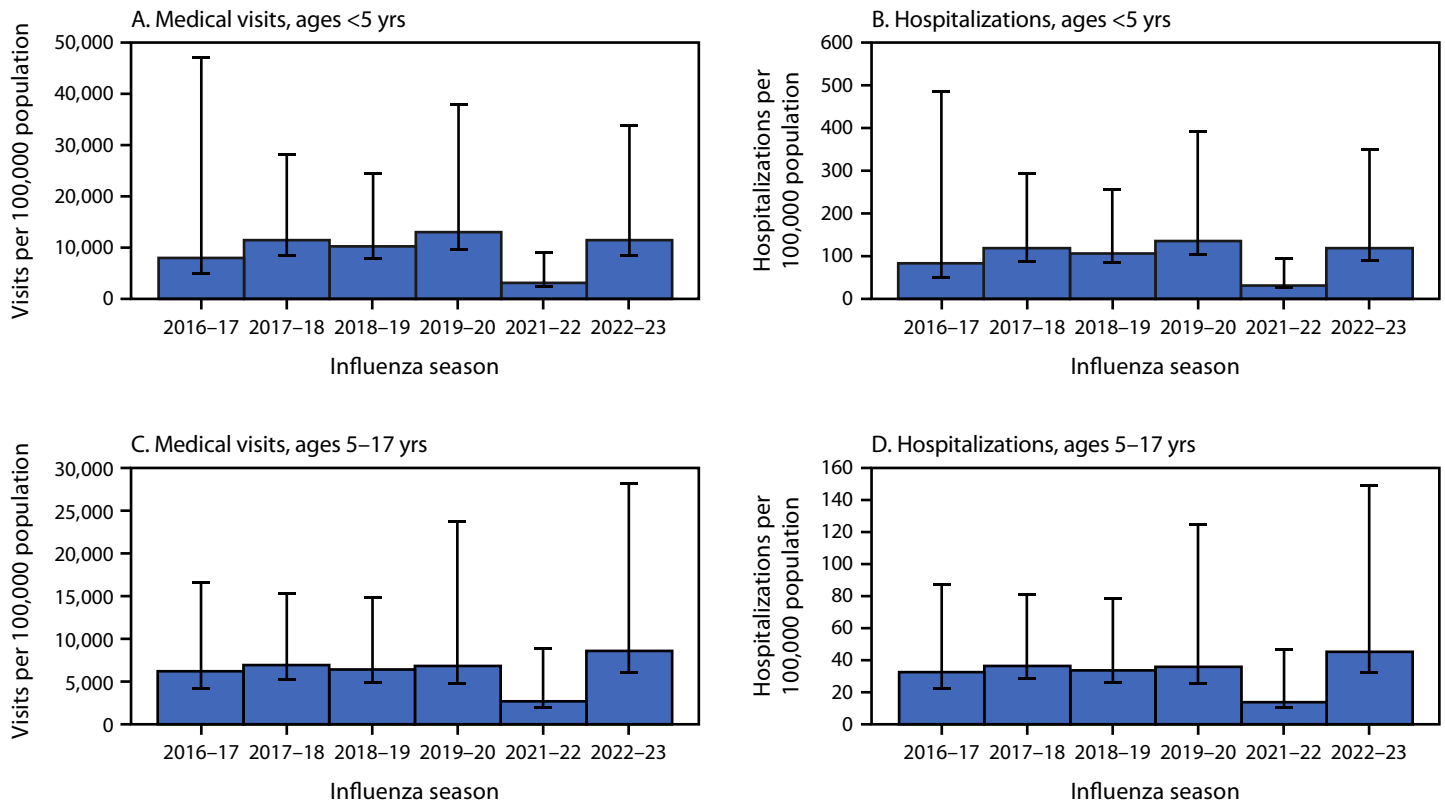 A. Medical visits, ages <5 yrs
Visits per 100,000 population
50,000
40,000
30,000
20,000
10,000
0
2016–17 2017–18 2018–19 2019–20 2021–22 2022–23
Influenza season
B. Hospitalizations, ages <5 yrs
Hospitalizations per
100,000 population
600
500
400
300
200
100
0
2016–17 2017–18 2018–19 2019–20 2021–22 2022–23
Influenza season
C. Medical visits, ages 5–17 yrs
Visits per 100,000 population
30,000
25,000
20,000
15,000
10,000
5,000
0
2016–17 2017–18 2018–19 2019–20 2021–22 2022–23
Influenza season
D. Hospitalizations, ages 5–17 yrs
Hospitalizations per
100,000 population
160
140
120
100
80
60
40
20
0
2016–17 2017–18 2018–19 2019–20 2021–22 2022–23
Influenza season